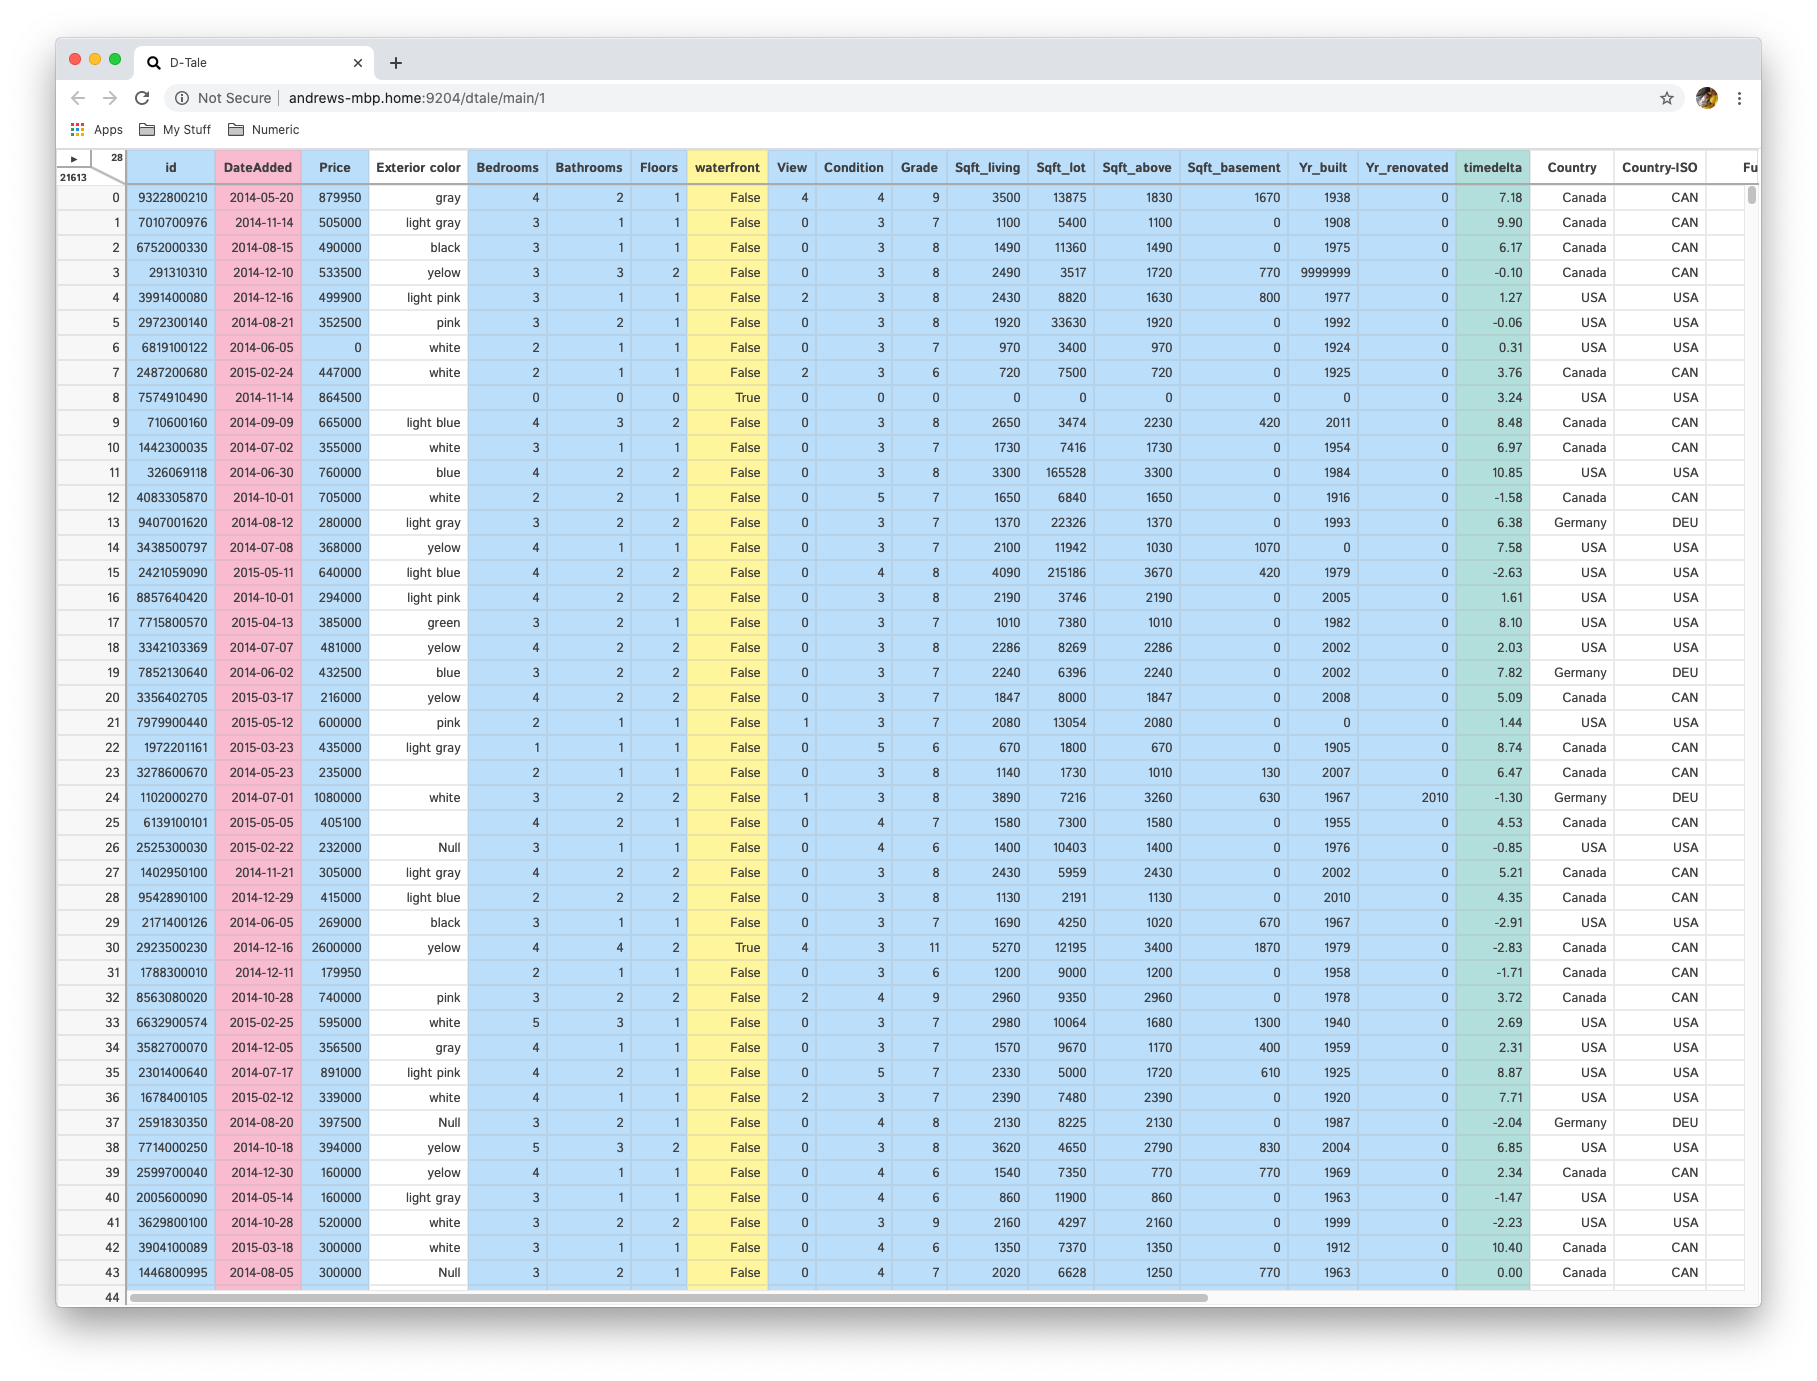 D-Tale
Not Secure andrews-mbp.home:9204/dtale/main/1
Apps My Stuff Numeric
28
21613
id DateAdded Price Exterior color Bedrooms Bathrooms Floors waterfront View Condition Grade Sqft_living Sqft_lot Sqft_above Sqft_basement Yr_built Yr_renovated timedelta Country Country-ISO Fu
0 9322800210 2014-05-20 879950 gray 4 2 1 False 4 4 9 3500 13875 1830 1670 1938 0 7.18 Canada CAN
1 7010700976 2014-11-14 505000 light gray 3 1 1 False 0 3 7 1100 5400 1100 0 1908 0 9.90 Canada CAN
2 6752000330 2014-08-15 490000 black 3 1 1 False 0 3 8 1490 11360 1490 0 1975 0 6.17 Canada CAN
3 291310310 2014-12-10 533500 yelow 3 3 2 False 0 3 8 2490 3517 1720 770 9999999 0 -0.10 Canada CAN
4 3991400080 2014-12-16 499900 light pink 3 1 1 False 2 3 8 2430 8820 1630 800 1977 0 1.27 USA USA
5 2972300140 2014-08-21 352500 pink 3 2 1 False 0 3 8 1920 33630 1920 0 1992 0 -0.06 USA USA
6 6819100122 2014-06-05 0 white 2 1 1 False 0 3 7 970 3400 970 0 1924 0 0.31 USA USA
7 2487200680 2015-02-24 447000 white 2 1 1 False 2 3 6 720 7500 720 0 1925 0 3.76 Canada CAN
8 7574910490 2014-11-14 864500 0 0 0 True 0 0 0 0 0 0 0 0 0 3.24 USA USA
9 710600160 2014-09-09 665000 light blue 4 3 2 False 0 3 8 2650 3474 2230 420 2011 0 8.48 Canada CAN
10 1442300035 2014-07-02 355000 white 3 1 1 False 0 3 7 1730 7416 1730 0 1954 0 6.97 Canada CAN
11 326069118 2014-06-30 760000 blue 4 2 2 False 0 3 8 3300 165528 3300 0 1984 0 10.85 USA USA
12 4083305870 2014-10-01 705000 white 2 2 1 False 0 5 7 1650 6840 1650 0 1916 0 -1.58 Canada CAN
13 9407001620 2014-08-12 280000 light gray 3 2 2 False 0 3 7 1370 22326 1370 0 1993 0 6.38 Germany DEU
14 3438500797 2014-07-08 368000 yelow 4 1 1 False 0 3 7 2100 11942 1030 1070 0 0 7.58 USA USA
15 2421059090 2015-05-11 640000 light blue 4 2 2 False 0 4 8 4090 215186 3670 420 1979 0 -2.63 USA USA
16 8857640420 2014-10-01 294000 light pink 4 2 2 False 0 3 8 2190 3746 2190 0 2005 0 1.61 USA USA
17 7715800570 2015-04-13 385000 green 3 2 1 False 0 3 7 1010 7380 1010 0 1982 0 8.10 USA USA
18 3342103369 2014-07-07 481000 yelow 4 2 2 False 0 3 8 2286 8269 2286 0 2002 0 2.03 USA USA
19 7852130640 2014-06-02 432500 blue 3 2 2 False 0 3 7 2240 6396 2240 0 2002 0 7.82 Germany DEU
20 3356402705 2015-03-17 216000 yelow 4 2 2 False 0 3 7 1847 8000 1847 0 2008 0 5.09 Canada CAN
21 7979900440 2015-05-12 600000 pink 2 1 1 False 1 3 7 2080 13054 2080 0 0 0 1.44 USA USA
22 1972201161 2015-03-23 435000 light gray 1 1 1 False 0 5 6 670 1800 670 0 1905 0 8.74 Canada CAN
23 3278600670 2014-05-23 235000 2 1 1 False 0 3 8 1140 1730 1010 130 2007 0 6.47 Canada CAN
24 1102000270 2014-07-01 1080000 white 3 2 2 False 1 3 8 3890 7216 3260 630 1967 2010 -1.30 Germany DEU
25 6139100101 2015-05-05 405100 4 2 1 False 0 4 7 1580 7300 1580 0 1955 0 4.53 Canada CAN
26 2525300030 2015-02-22 232000 Null 3 1 1 False 0 4 6 1400 10403 1400 0 1976 0 -0.85 USA USA
27 1402950100 2014-11-21 305000 light gray 4 2 2 False 0 3 8 2430 5959 2430 0 2002 0 5.21 Canada CAN
28 9542890100 2014-12-29 415000 light blue 2 2 2 False 0 3 8 1130 2191 1130 0 2010 0 4.35 Canada CAN
29 2171400126 2014-06-05 269000 black 3 1 1 False 0 3 7 1690 4250 1020 670 1967 0 -2.91 USA USA
30 2923500230 2014-12-16 2600000 yelow 4 4 2 True 4 3 11 5270 12195 3400 1870 1979 0 -2.83 Canada CAN
31 1788300010 2014-12-11 179950 2 1 1 False 0 3 6 1200 9000 1200 0 1958 0 -1.71 Canada CAN
32 8563080020 2014-10-28 740000 pink 3 2 2 False 2 4 9 2960 9350 2960 0 1978 0 3.72 Canada CAN
33 6632900574 2015-02-25 595000 white 5 3 1 False 0 3 7 2980 10064 1680 1300 1940 0 2.69 USA USA
34 3582700070 2014-12-05 356500 gray 4 1 1 False 0 3 7 1570 9670 1170 400 1959 0 2.31 USA USA
35 2301400640 2014-07-17 891000 light pink 4 2 1 False 0 5 7 2330 5000 1720 610 1925 0 8.87 USA USA
36 1678400105 2015-02-12 339000 white 4 1 1 False 2 3 7 2390 7480 2390 0 1920 0 7.71 USA USA
37 2591830350 2014-08-20 397500 Null 3 2 1 False 0 4 8 2130 8225 2130 0 1987 0 -2.04 Germany DEU
38 7714000250 2014-10-18 394000 yelow 5 3 2 False 0 3 8 3620 4650 2790 830 2004 0 6.85 USA USA
39 2599700040 2014-12-30 160000 yelow 4 1 1 False 0 4 6 1540 7350 770 770 1969 0 2.34 Canada CAN
40 2005600090 2014-05-14 160000 light gray 3 1 1 False 0 4 6 860 11900 860 0 1963 0 -1.47 USA USA
41 3629800100 2014-10-28 520000 white 3 2 2 False 0 3 9 2160 4297 2160 0 1999 0 -2.23 USA USA
42 3904100089 2015-03-18 300000 white 3 1 1 False 0 4 6 1350 7370 1350 0 1912 0 10.40 Canada CAN
43 1446800995 2014-08-05 300000 Null 3 2 1 False 0 4 7 2020 6628 1250 770 1963 0 0.00 Canada CAN
44